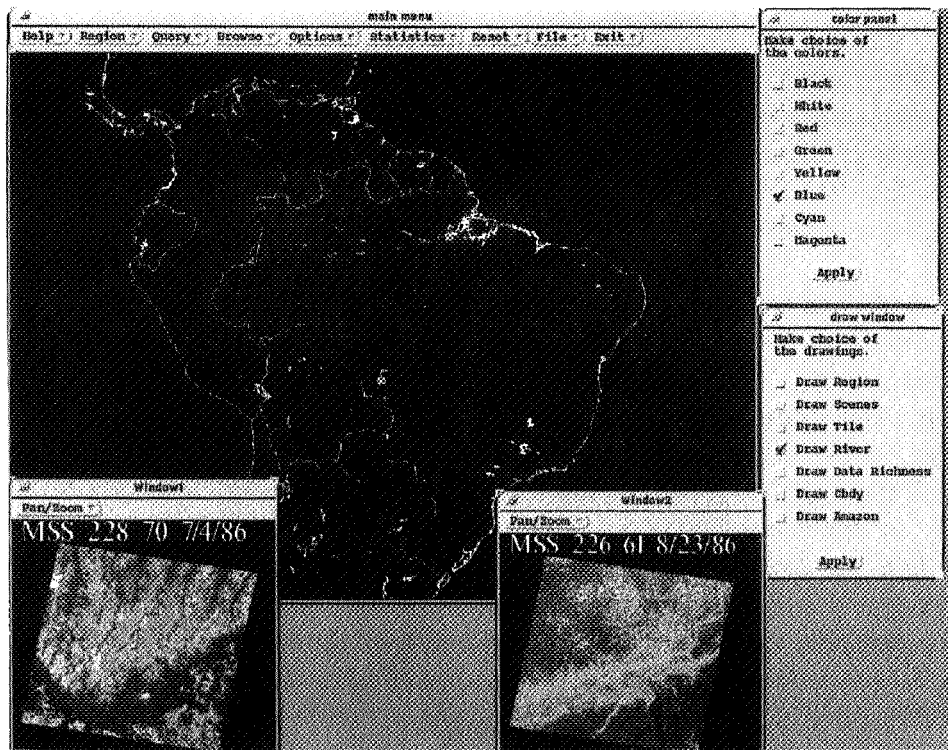 main menu
Help Region Query Browse Options Statistics Reset File Exit
color panel
Make choice of
the colors.
Black
White
Red
Green
Yellow
Blue
Cyan
Magenta
Apply
draw window
Make choice of
the drawings.
Draw Region
Draw Scenes
Draw Tile
Draw River
Draw Data Richness
Draw Cbdy
Draw Amazon
Apply
Window1
Pan/Zoom
MSS 228 70 7/4/86
Window2
Pan/Zoom
MSS 226 61 8/23/86